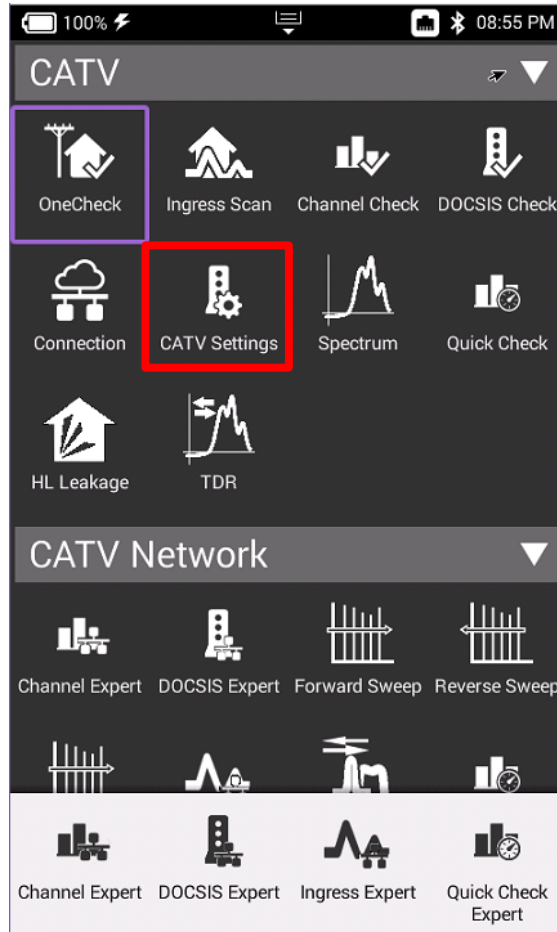 100% 08:55 PM
CATV
OneCheck Ingress Scan Channel Check DOCSIS Check
Connection CATV Settings Spectrum Quick Check
HL Leakage TDR
CATV Network
Channel Expert DOCSIS Expert Forward Sweep Reverse Sweep
Channel Expert DOCSIS Expert Ingress Expert Quick Check
Expert